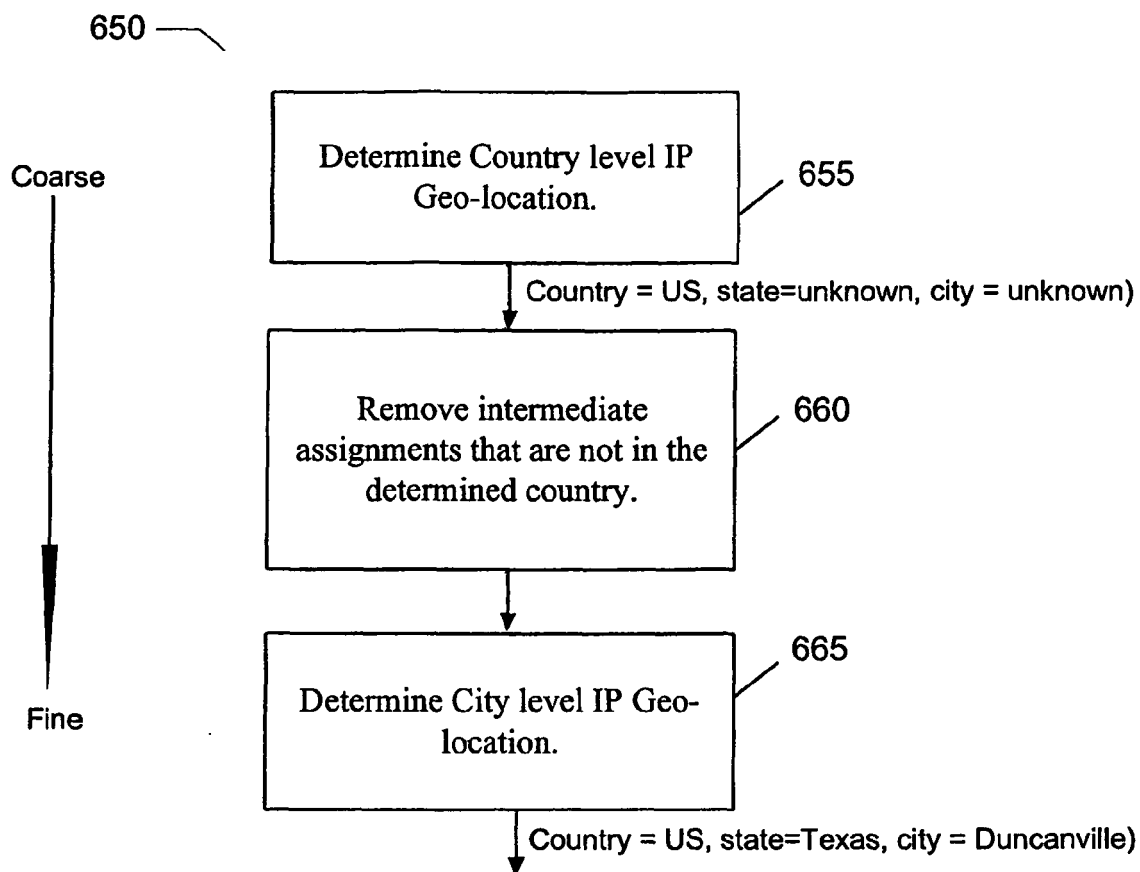 650
Coarse
Determine Country level IP
Geo-location.
655
Country = US, state=unknown, city = unknown)
Remove intermediate
assignments that are not in the
determined country.
660
Determine City level IP Geo-
location.
665
Fine
Country = US, state=Texas, city = Duncanville)